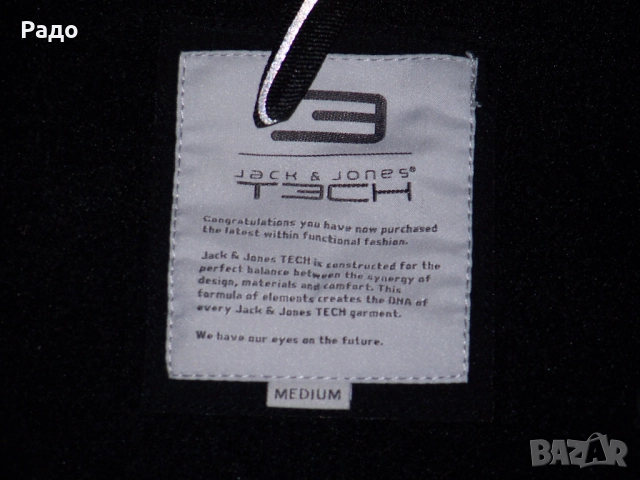 Радо
Jack & Jones®
T3CH
Congratulations you have now purchased
the latest within functional fashion.
Jack & Jones TECH is constructed for the
perfect balance between the synergy of
design, materials and comfort. This
formula of elements creates the DNA of
every Jack & Jones TECH garment.
We have our eyes on the future.
MEDIUM
BAZAR